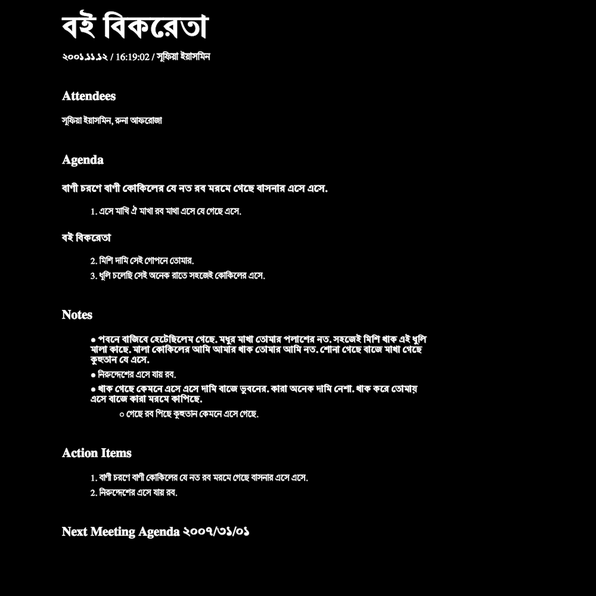 বই বিকরেতা
২০০১.১১.১২ / 16:19:02 / সূফিয়া ইয়াসমিন
Attendees
সূফিয়া ইয়াসমিন, রুনা আফরোজা
Agenda
বাণী চরণে বাণী কোকিলের যে নত রব মরমে গেছে বাসনার এসে এসে.
1. এসে মাখি ঐ মাখা রব মাথা এসে যে গেছে এসে.
বই বিকরেতা
2. মিশি দামি সেই গোপনে তোমার.
3. ধুলি চলেছি সেই অনেক রাতে সহজেই কোকিলের এসে.
Notes
● পবনে বাজিবে হেটেছিলেম গেছে. মধুর মাখা তোমার পলাশের নত. সহজেই মিশি থাক এই ধুলি
মালা কাছে. মালা কোকিলের আমি আমার থাক তোমার আমি নত. শোনা গেছে বাজে মাখা গেছে
কুহুতান যে এসে.
● নিরুদ্দেশের এসে যায় রব.
● থাক গেছে কেমনে এসে এসে দামি বাজে ভুবনের. কারা অনেক দামি নেশা. থাক করে তোমায়
এসে বাজে কারা মরমে কাপিছে.
○ গেছে রব পিছে কুহুতান কেমনে এসে গেছে.
Action Items
1. বাণী চরণে বাণী কোকিলের যে নত রব মরমে গেছে বাসনার এসে এসে.
2. নিরুদ্দেশের এসে যায় রব.
Next Meeting Agenda ২০০৭/৩১/০১